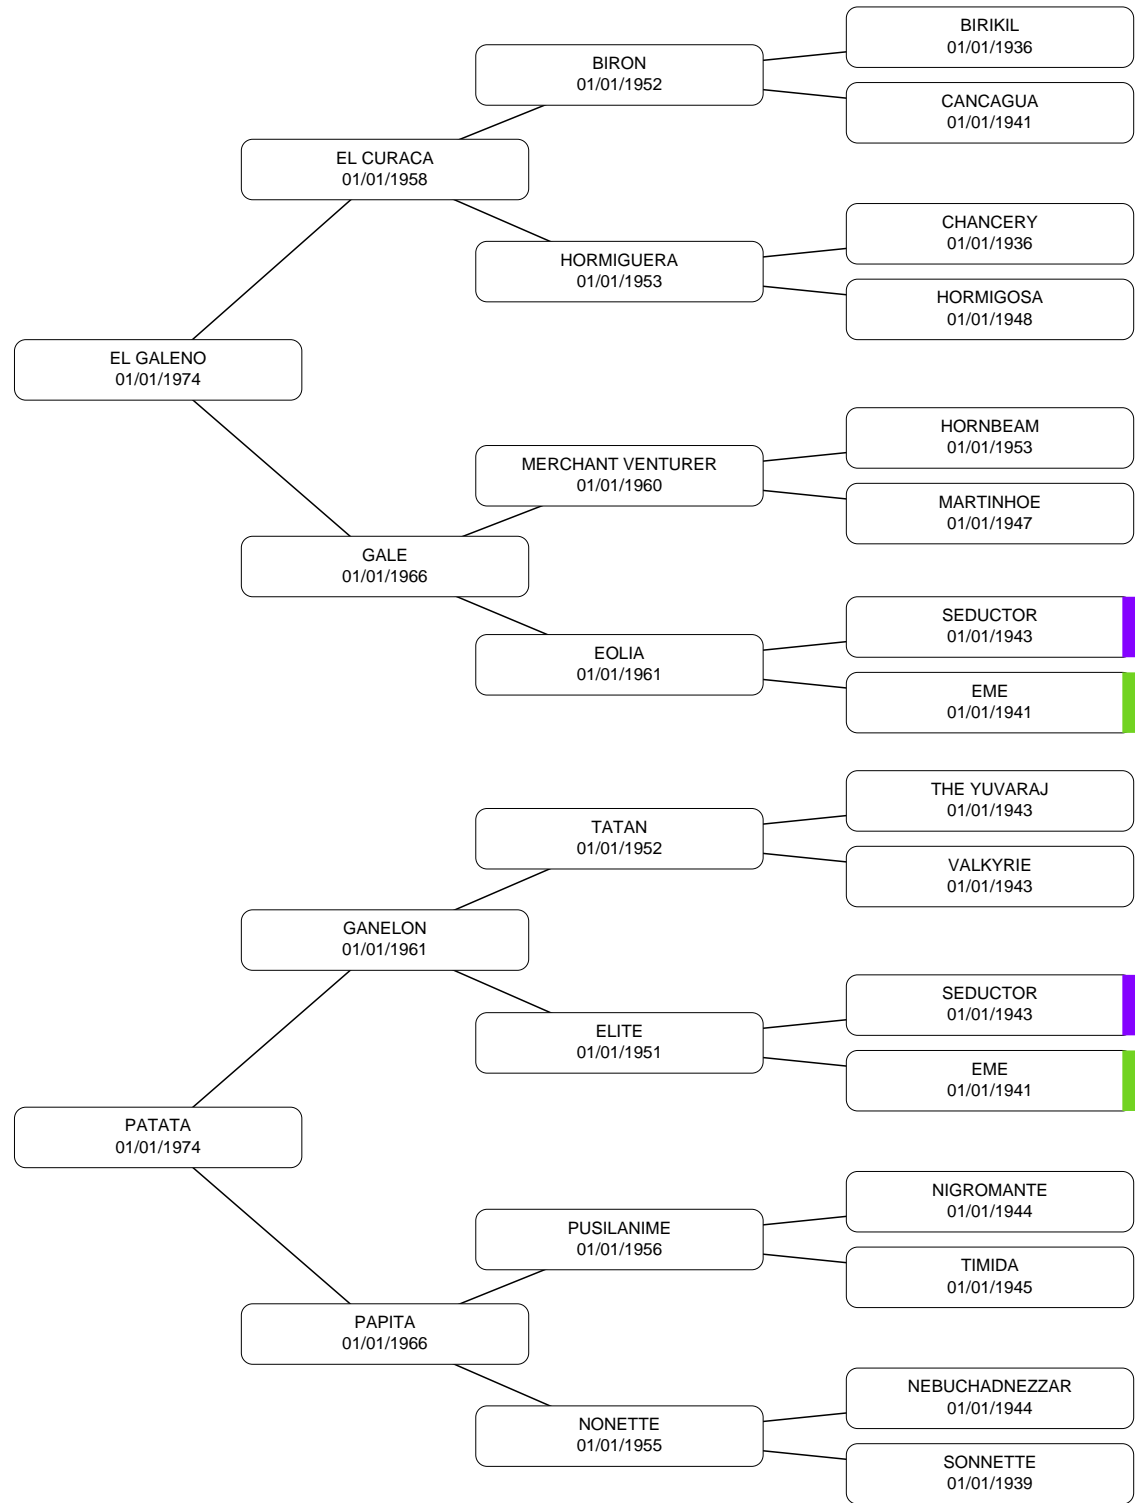 BIRIKIL
01/01/1936
BIRON
01/01/1952
CANCAGUA
01/01/1941
EL CURACA
01/01/1958
CHANCERY
01/01/1936
HORMIGUERA
01/01/1953
HORMIGOSA
01/01/1948
EL GALENO
01/01/1974
HORNBEAM
01/01/1953
MERCHANT VENTURER
01/01/1960
MARTINHOE
01/01/1947
GALE
01/01/1966
SEDUCTOR
01/01/1943
EOLIA
01/01/1961
EME
01/01/1941
THE YUVARAJ
01/01/1943
TATAN
01/01/1952
VALKYRIE
01/01/1943
GANELON
01/01/1961
SEDUCTOR
01/01/1943
ELITE
01/01/1951
EME
01/01/1941
PATATA
01/01/1974
NIGROMANTE
01/01/1944
PUSILANIME
01/01/1956
TIMIDA
01/01/1945
PAPITA
01/01/1966
NEBUCHADNEZZAR
01/01/1944
NONETTE
01/01/1955
SONNETTE
01/01/1939